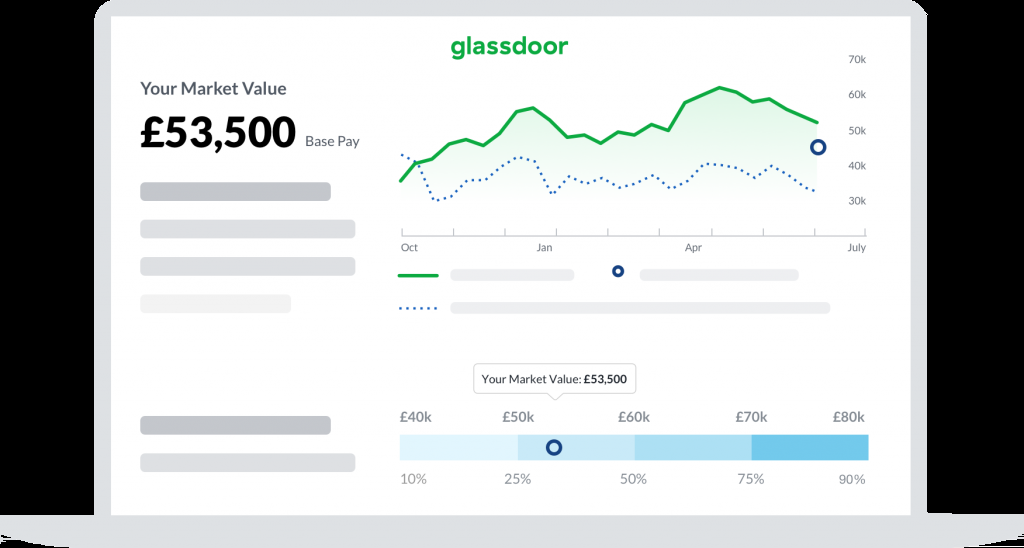 glassdoor
Your Market Value
£53,500 Base Pay
70k
60k
50k
40k
30k
Oct Jan Apr July
Your Market Value: £53,500
£40k £50k £60k £70k £80k
10% 25% 50% 75% 90%